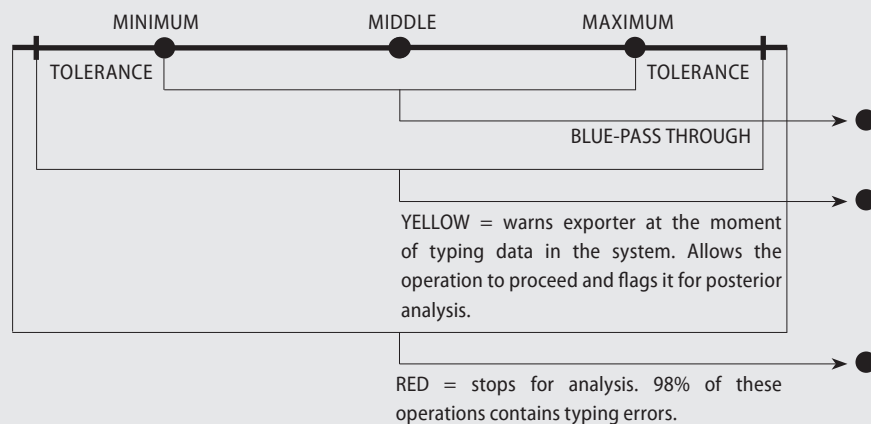 MINIMUM MIDDLE MAXIMUM
TOLERANCE TOLERANCE
BLUE-PASS THROUGH
YELLOW = warns exporter at the moment
of typing data in the system. Allows the
operation to proceed and flags it for posterior
analysis.
RED = stops for analysis. 98% of these
operations contains typing errors.